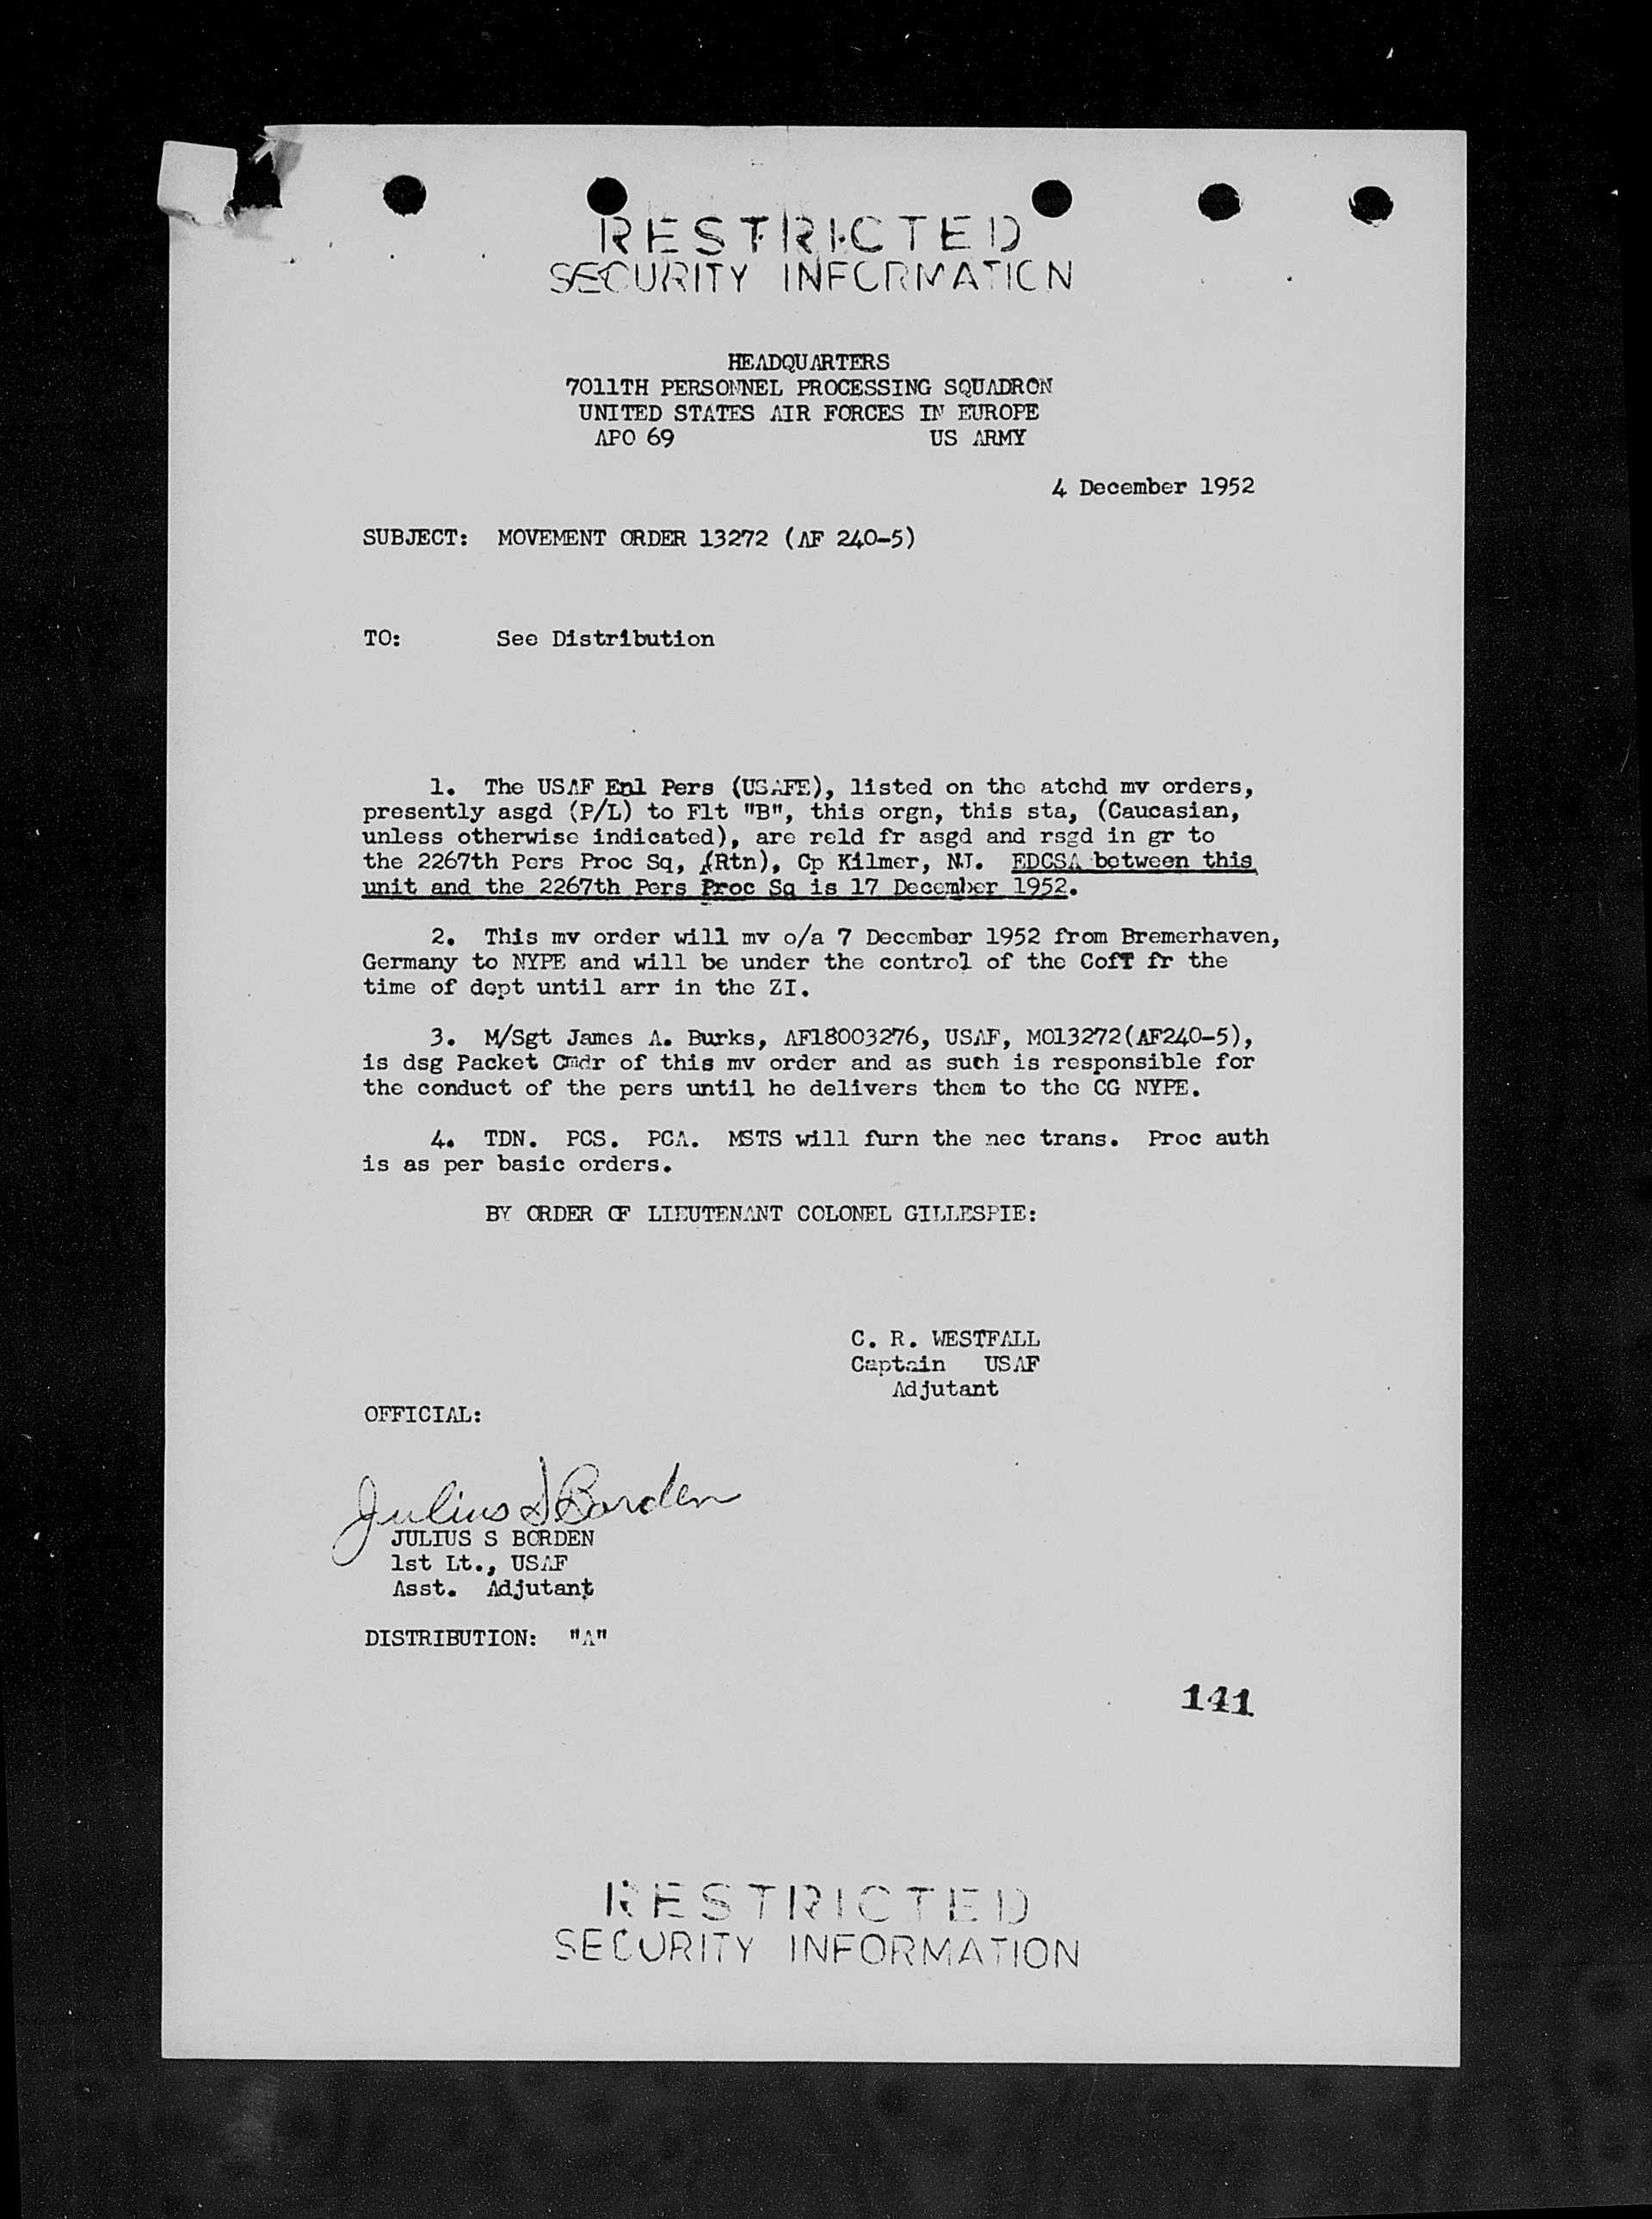 RESTRICTED
SECURITY INFORMATION
HEADQUARTERS
7011TH PERSONNEL PROCESSING SQUADRON
UNITED STATES AIR FORCES IN EUROPE
APO 69 US ARMY
4 December 1952
SUBJECT: MOVEMENT ORDER 13272 (AF 240-5)
TO: See Distribution
1. The USAF Enl Pers (USAFE), listed on the atchd mv orders,
presently asgd (P/L) to Flt "B", this orgn, this sta, (Caucasian,
unless otherwise indicated), are reld fr asgd and rsgd in gr to
the 2267th Pers Proc Sq, (Rtn), Cp Kilmer, NJ. EDCSA between this
unit and the 2267th Pers Proc Sq is 17 December 1952.
2. This mv order will mv o/a 7 December 1952 from Bremerhaven,
Germany to NYPE and will be under the control of the CofT fr the
time of dept until arr in the ZI.
3. M/Sgt James A. Burks, AF18003276, USAF, MO13272(AF240-5),
is dsg Packet Cmdr of this mv order and as such is responsible for
the conduct of the pers until he delivers them to the CG NYPE.
4. TDN. PCS. PCA. MSTS will furn the nec trans. Proc auth
is as per basic orders.
BY ORDER OF LIEUTENANT COLONEL GILLESPIE:
C. R. WESTFALL
Captain USAF
Adjutant
OFFICIAL:
Julius S Borden
JULIUS S BORDEN
1st Lt., USAF
Asst. Adjutant
DISTRIBUTION: "A"
141
RESTRICTED
SECURITY INFORMATION